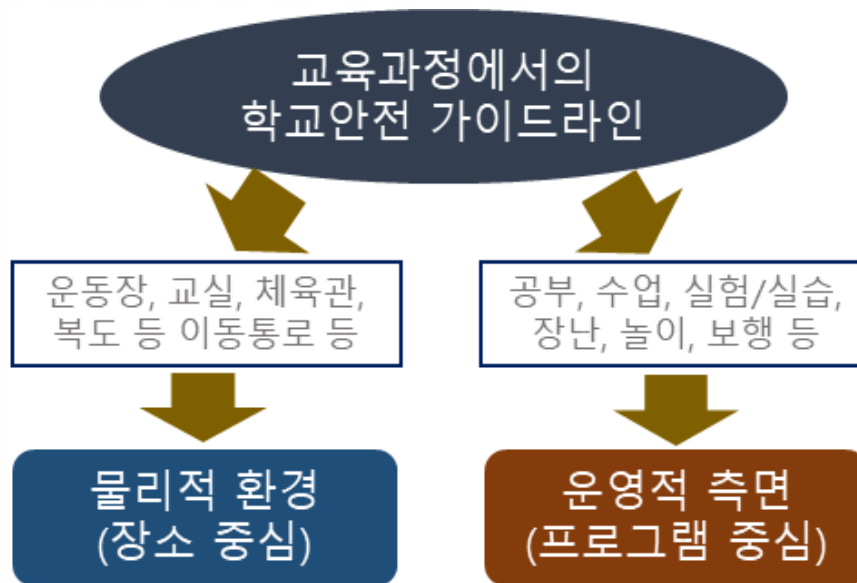 교육과정에서의
학교안전 가이드라인
운동장, 교실, 체육관,
복도 등 이동통로 등
공부, 수업, 실험/실습,
장난, 놀이, 보행 등
물리적 환경
(장소 중심)
운영적 측면
(프로그램 중심)